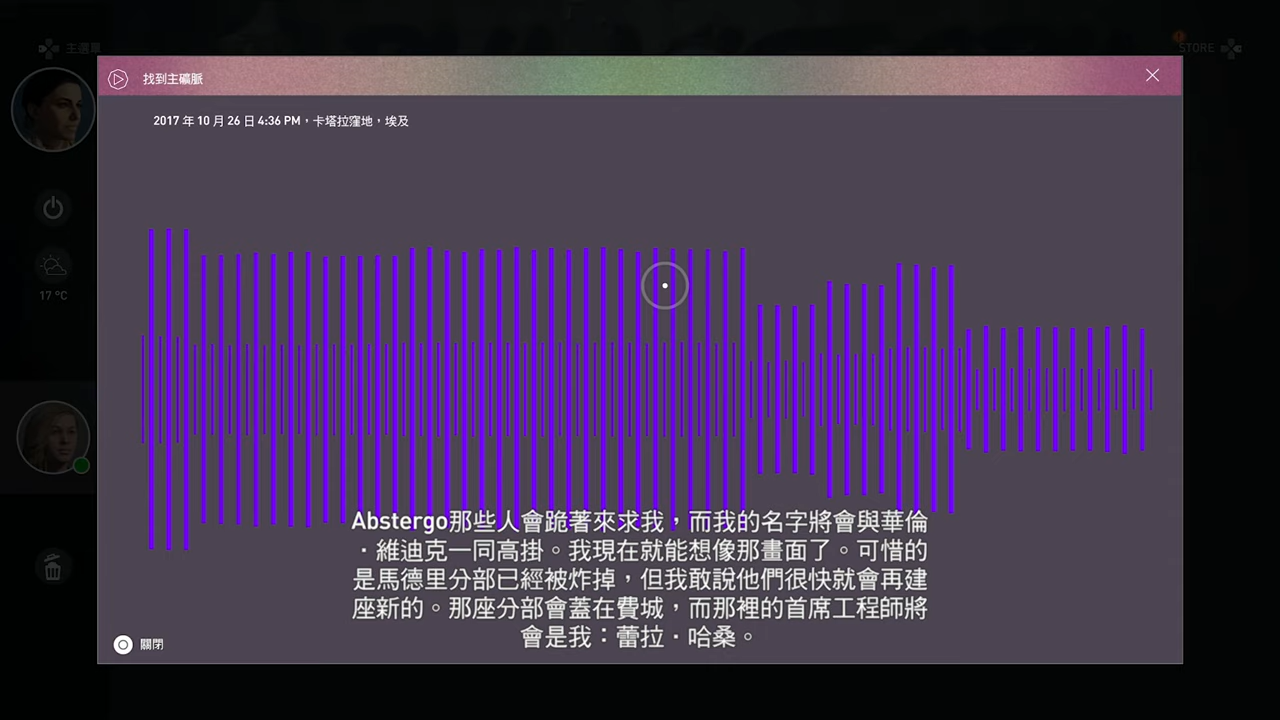 主選單
STORE
找到主礦脈
2017 年 10 月 26 日 4:36 PM，卡塔拉窪地，埃及
17 °C
Abstergo那些人會跪著來求我，而我的名字將會與華倫
．維迪克一同高掛。我現在就能想像那畫面了。可惜的
是馬德里分部已經被炸掉，但我敢說他們很快就會再建
座新的。那座分部會蓋在費城，而那裡的首席工程師將
會是我：蕾拉．哈桑。
關閉